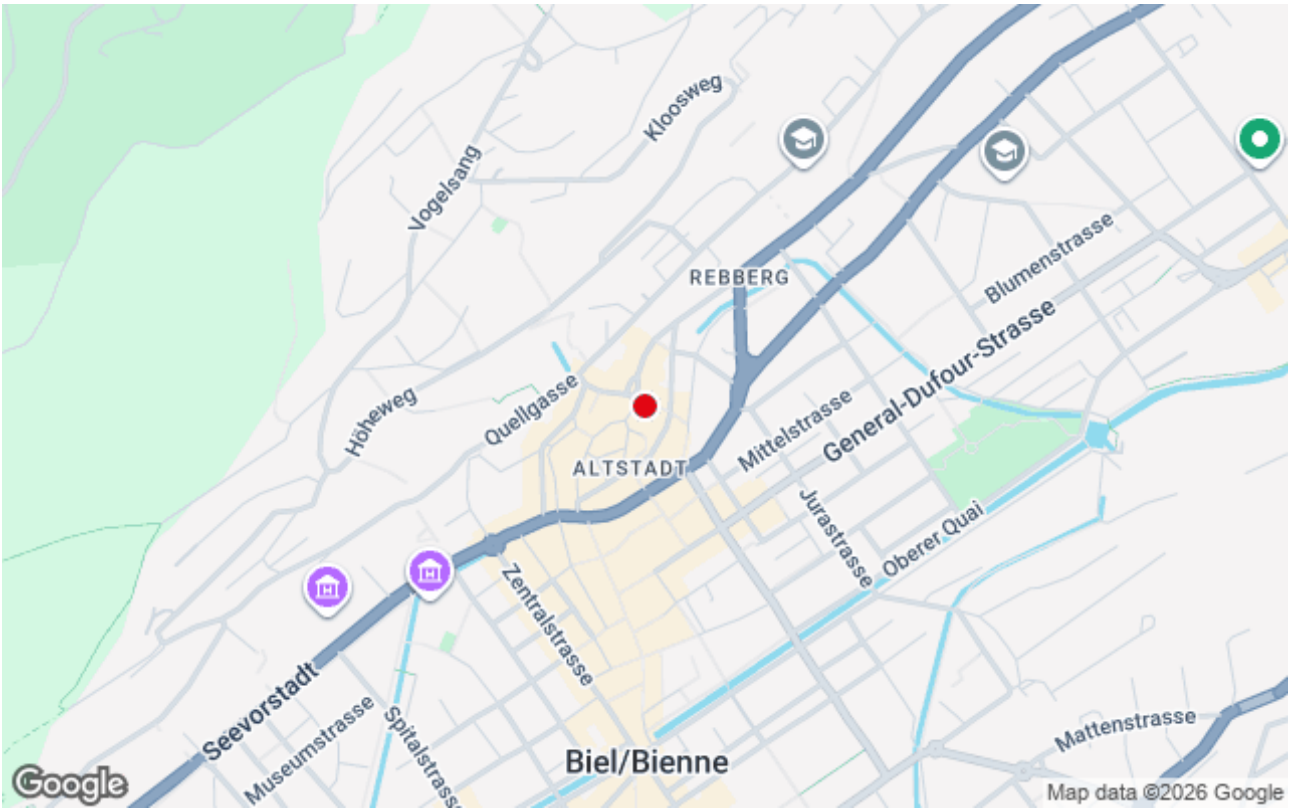 Kloosweg
Vogelsang
REBBERG
Blumenstrasse
General-Dufour-Strasse
Höheweg
Quellgasse
Mittelstrasse
ALTSTADT
Jurastrasse
Oberer Quai
Zentralstrasse
Seevorstadt
Museumstrasse
Spitalstrasse
Mattenstrasse
Biel/Bienne
Google
Map data ©2026 Google